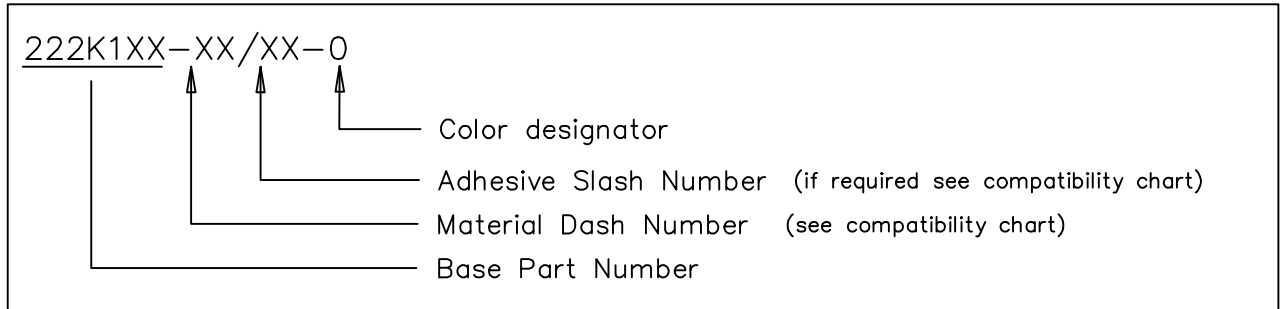 222K1XX-XX/XX-0
Color designator
Adhesive Slash Number (if required see compatibility chart)
Material Dash Number (see compatibility chart)
Base Part Number